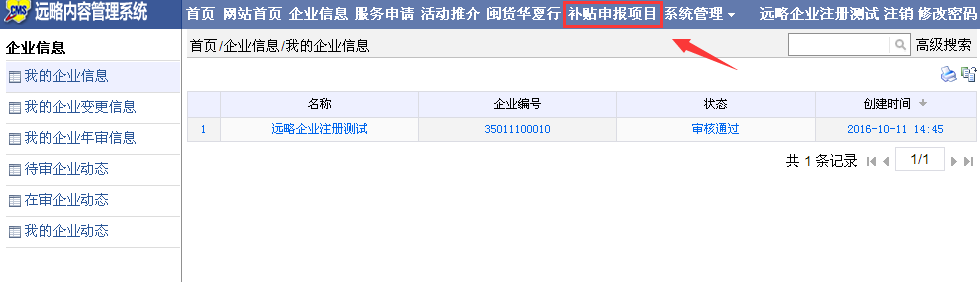 CMS 远略内容管理系统 首页 网站首页 企业信息 服务申请 活动推介 闽货华夏行 补贴申报项目 系统管理 远略企业注册测试 注销 修改密码
企业信息
我的企业信息
我的企业变更信息
我的企业年审信息
待审企业动态
在审企业动态
我的企业动态
首页/企业信息/我的企业信息 高级搜索
名称 企业编号 状态 创建时间
1 远略企业注册测试 35011100010 审核通过 2016-10-11 14:45
共 1 条记录 1/1